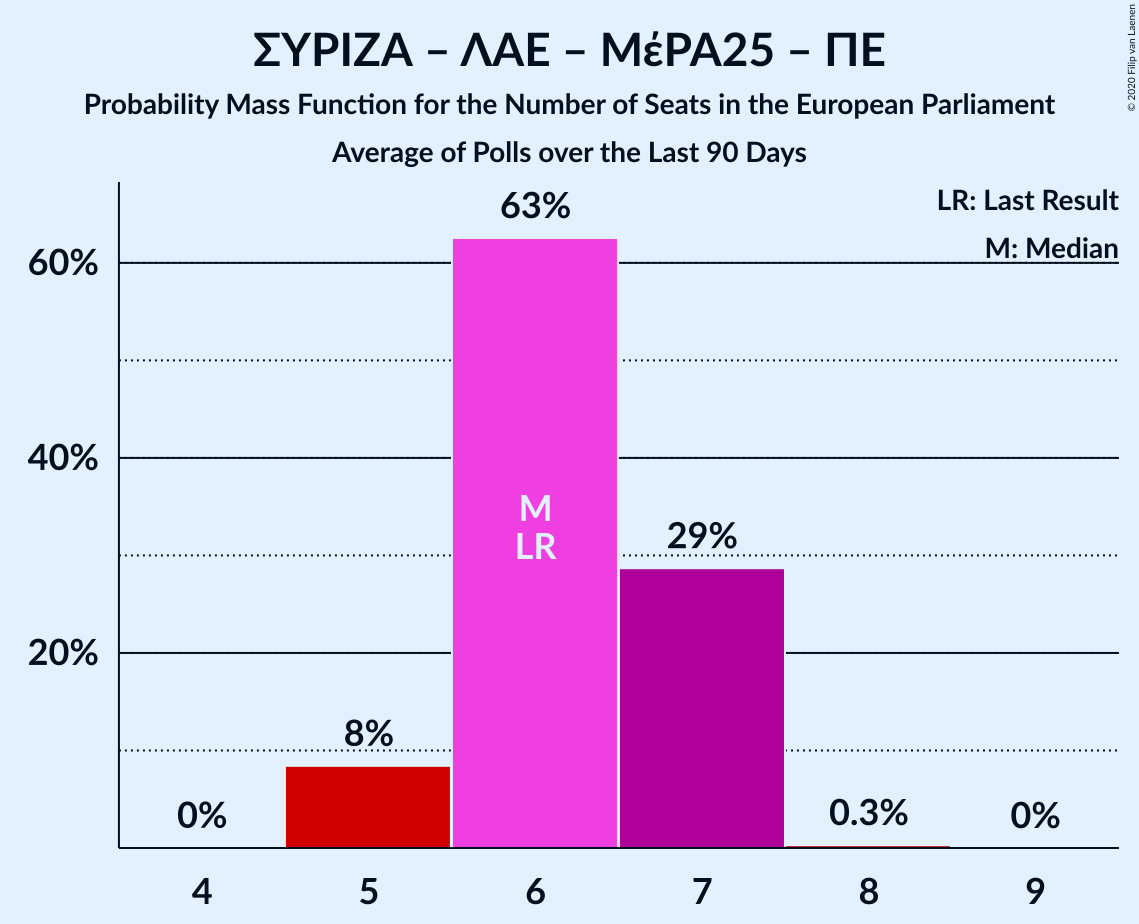 ΣΥΡΙΖΑ – ΛΑΕ – ΜέΡΑ25 – ΠΕ
Probability Mass Function for the Number of Seats in the European Parliament
Average of Polls over the Last 90 Days
© 2020 Filip van Laenen
LR: Last Result
M: Median
60%
40%
20%
0%
8%
63%
M
LR
29%
0.3%
0%
4
5
6
7
8
9